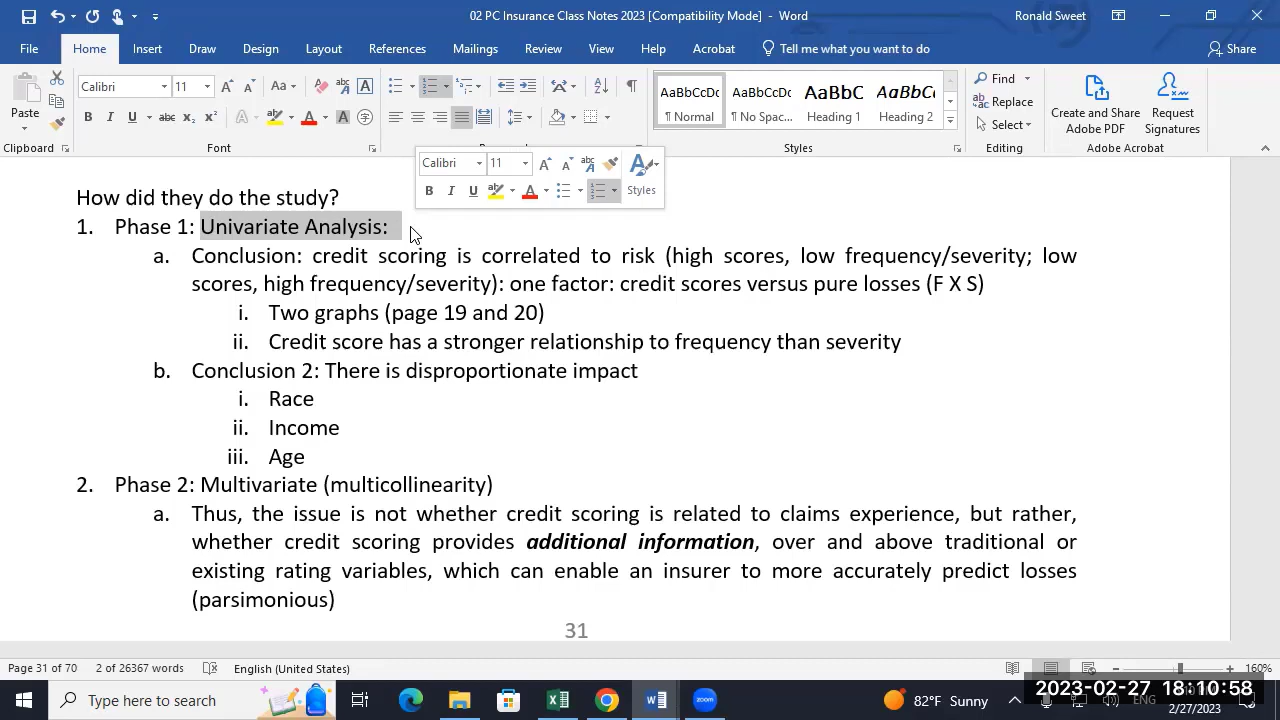 02 PC Insurance Class Notes 2023 [Compatibility Mode] - Word
Ronald Sweet
File Home Insert Draw Design Layout References Mailings Review View Help Acrobat Tell me what you want to do Share
Calibri 11
Paste
Clipboard
Font
AaBbCcDc AaBbCcDc AaBbC AaBbC
¶ Normal ¶ No Spac... Heading 1 Heading 2
Styles
Find
Replace
Select
Editing
Create and Share Adobe PDF
Request Signatures
Adobe Acrobat
Calibri 11
Styles
How did they do the study?
1. Phase 1: Univariate Analysis:
a. Conclusion: credit scoring is correlated to risk (high scores, low frequency/severity; low
scores, high frequency/severity): one factor: credit scores versus pure losses (F X S)
i. Two graphs (page 19 and 20)
ii. Credit score has a stronger relationship to frequency than severity
b. Conclusion 2: There is disproportionate impact
i. Race
ii. Income
iii. Age
2. Phase 2: Multivariate (multicollinearity)
a. Thus, the issue is not whether credit scoring is related to claims experience, but rather,
whether credit scoring provides additional information, over and above traditional or
existing rating variables, which can enable an insurer to more accurately predict losses
(parsimonious)
31
Page 31 of 70 2 of 26367 words English (United States) 160%
Type here to search
zoom
82°F Sunny
ENG
2023-02-27 18:10:58
2/27/2023